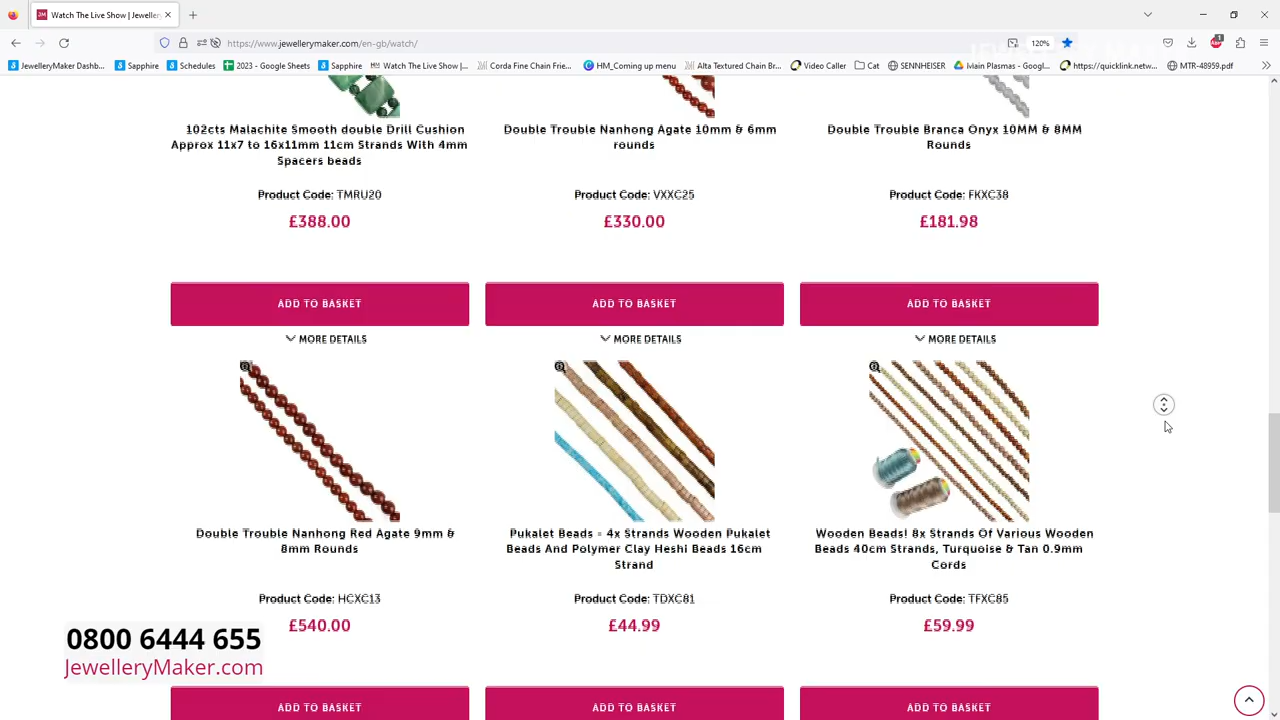 JM Watch The Live Show | Jeweller
https://www.jewellerymaker.com/en-gb/watch/
120%
JewelleryMaker Dashb...
Sapphire
Schedules
2023 - Google Sheets
Sapphire
Watch The Live Show |...
Corda Fine Chain Frie...
HM_Coming up menu
Alta Textured Chain Br...
Video Caller
Cat
SENNHEISER
Main Plasmas - Googl...
https://quicklink.netw...
MTR-48959.pdf
102cts Malachite Smooth double Drill Cushion
Approx 11x7 to 16x11mm 11cm Strands With 4mm
Spacers beads
Product Code: TMRU20
£388.00
ADD TO BASKET
MORE DETAILS
Double Trouble Nanhong Agate 10mm & 6mm
rounds
Product Code: VXXC25
£330.00
ADD TO BASKET
MORE DETAILS
Double Trouble Branca Onyx 10MM & 8MM
Rounds
Product Code: FKXC38
£181.98
ADD TO BASKET
MORE DETAILS
Double Trouble Nanhong Red Agate 9mm &
8mm Rounds
Product Code: HCXC13
£540.00
ADD TO BASKET
Pukalet Beads - 4x Strands Wooden Pukalet
Beads And Polymer Clay Heshi Beads 16cm
Strand
Product Code: TDXC81
£44.99
ADD TO BASKET
Wooden Beads! 8x Strands Of Various Wooden
Beads 40cm Strands, Turquoise & Tan 0.9mm
Cords
Product Code: TFXC85
£59.99
ADD TO BASKET
0800 6444 655
JewelleryMaker.com